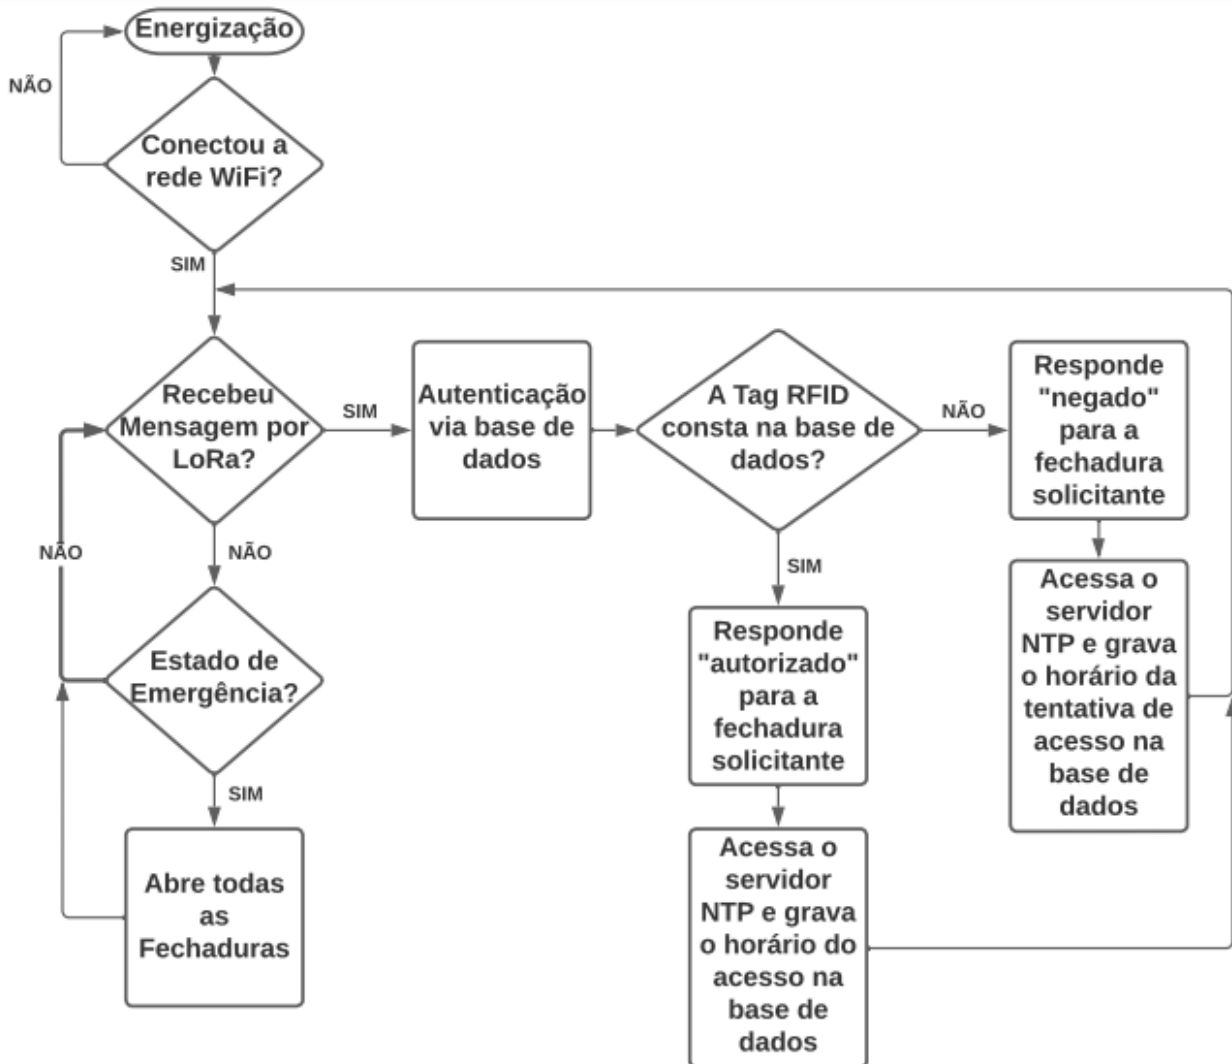 Energização
NÃO
Conectou a
rede WiFi?
SIM
Recebeu
Mensagem por
LoRa?
SIM
Autenticação
via base de
dados
A Tag RFID
consta na base de
dados?
NÃO
Responde
"negado"
para a
fechadura
solicitante
NÃO
NÃO
SIM
Acessa o
servidor
NTP e grava
o horário da
tentativa de
acesso na
base de
dados
Estado de
Emergência?
Responde
"autorizado"
para a
fechadura
solicitante
SIM
Abre todas
as
Fechaduras
Acessa o
servidor
NTP e grava
o horário do
acesso na
base de
dados